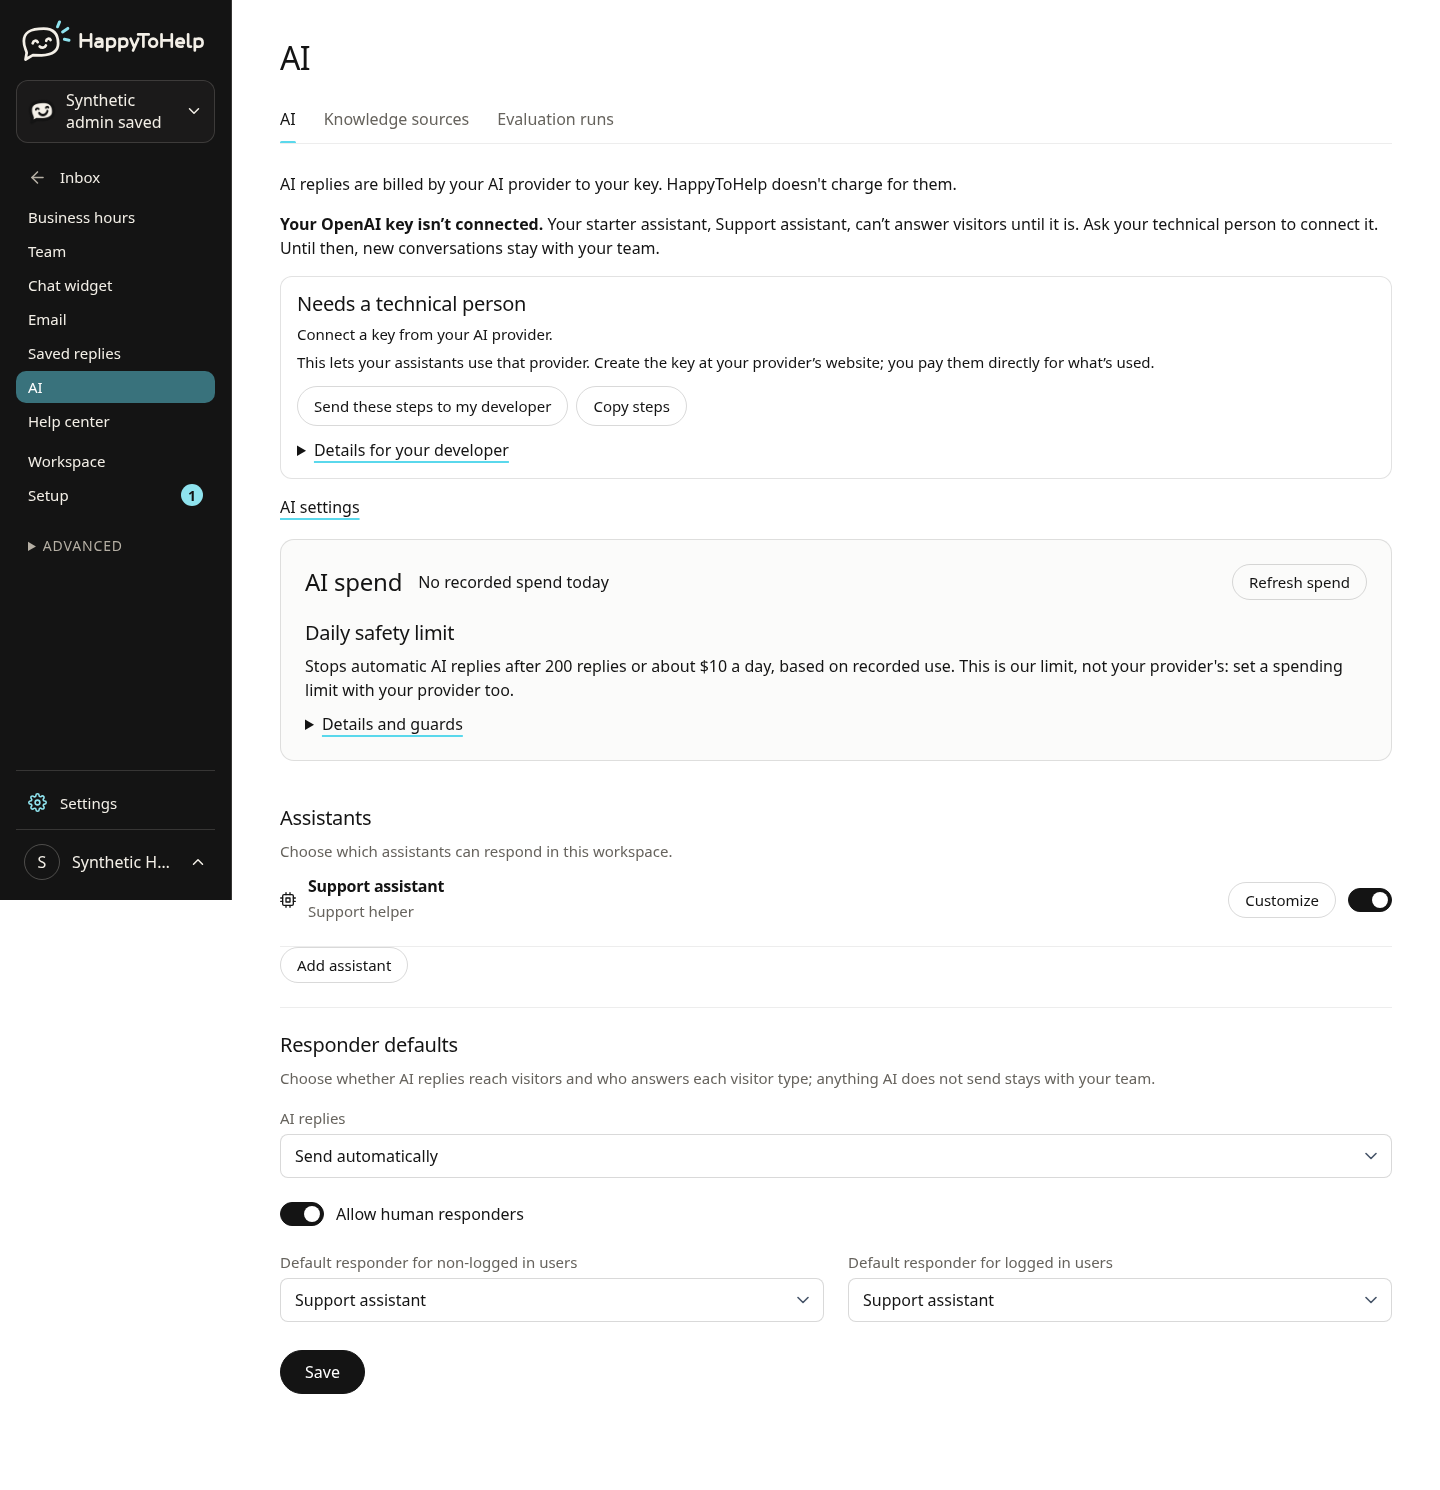 HappyToHelp
Synthetic
admin saved
Inbox
Business hours
Team
Chat widget
Email
Saved replies
AI
Help center
Workspace
Setup 1
ADVANCED
Settings
S Synthetic H...
AI
AI Knowledge sources Evaluation runs
AI replies are billed by your AI provider to your key. HappyToHelp doesn't charge for them.
Your OpenAI key isn’t connected. Your starter assistant, Support assistant, can’t answer visitors until it is. Ask your technical person to connect it.
Until then, new conversations stay with your team.
Needs a technical person
Connect a key from your AI provider.
This lets your assistants use that provider. Create the key at your provider’s website; you pay them directly for what’s used.
Send these steps to my developer Copy steps
Details for your developer
AI settings
AI spend No recorded spend today Refresh spend
Daily safety limit
Stops automatic AI replies after 200 replies or about $10 a day, based on recorded use. This is our limit, not your provider's: set a spending
limit with your provider too.
Details and guards
Assistants
Choose which assistants can respond in this workspace.
Support assistant
Support helper
Customize
Add assistant
Responder defaults
Choose whether AI replies reach visitors and who answers each visitor type; anything AI does not send stays with your team.
AI replies
Send automatically
Allow human responders
Default responder for non-logged in users Default responder for logged in users
Support assistant Support assistant
Save